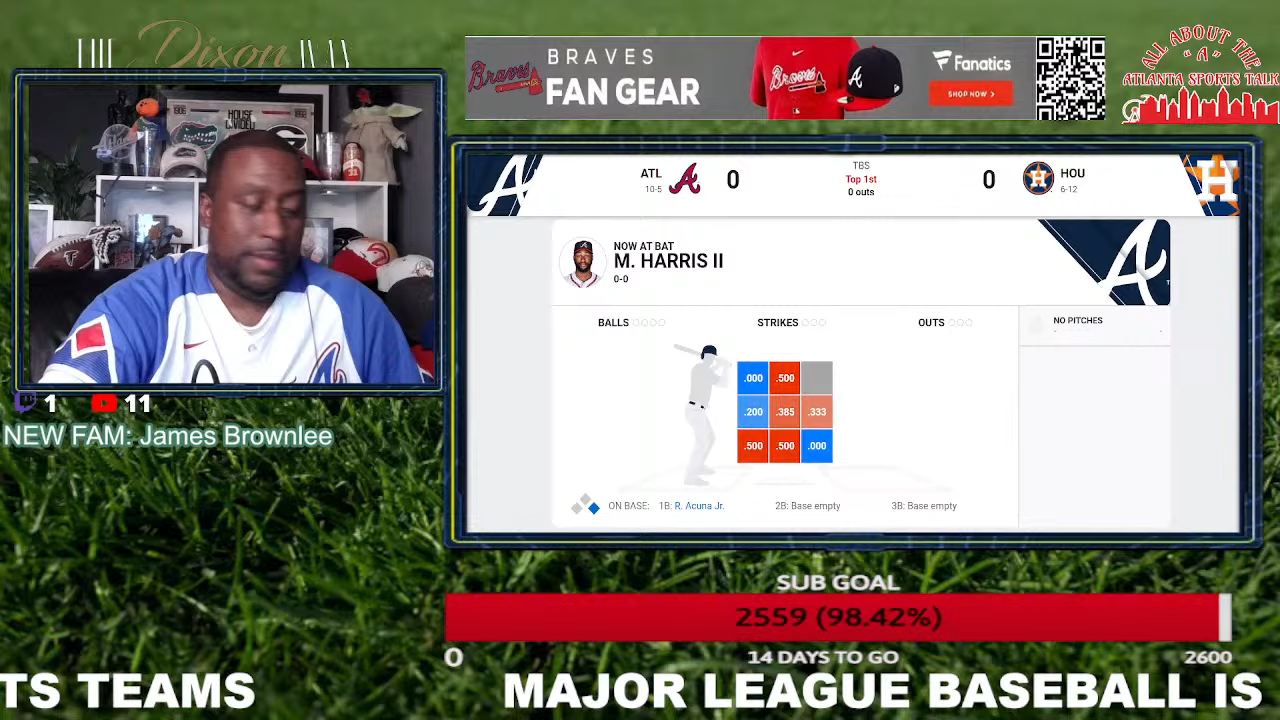 Dixon
BRAVES
FAN GEAR
Braves
Braves
A
Fanatics
SHOP NOW >
ALL ABOUT THE
"A"
ATLANTA SPORTS TALK
HOUSE
DIVIDED
ATL
10-5
0
TBS
Top 1st
0 outs
0
HOU
6-12
H
NOW AT BAT
M. HARRIS II
0-0
BALLS
STRIKES
OUTS
NO PITCHES
.000 .500
.200 .385 .333
.500 .500 .000
ON BASE: 1B: R. Acuna Jr. 2B: Base empty 3B: Base empty
1 11
NEW FAM: James Brownlee
SUB GOAL
2559 (98.42%)
0 14 DAYS TO GO 2600
TS TEAMS MAJOR LEAGUE BASEBALL IS